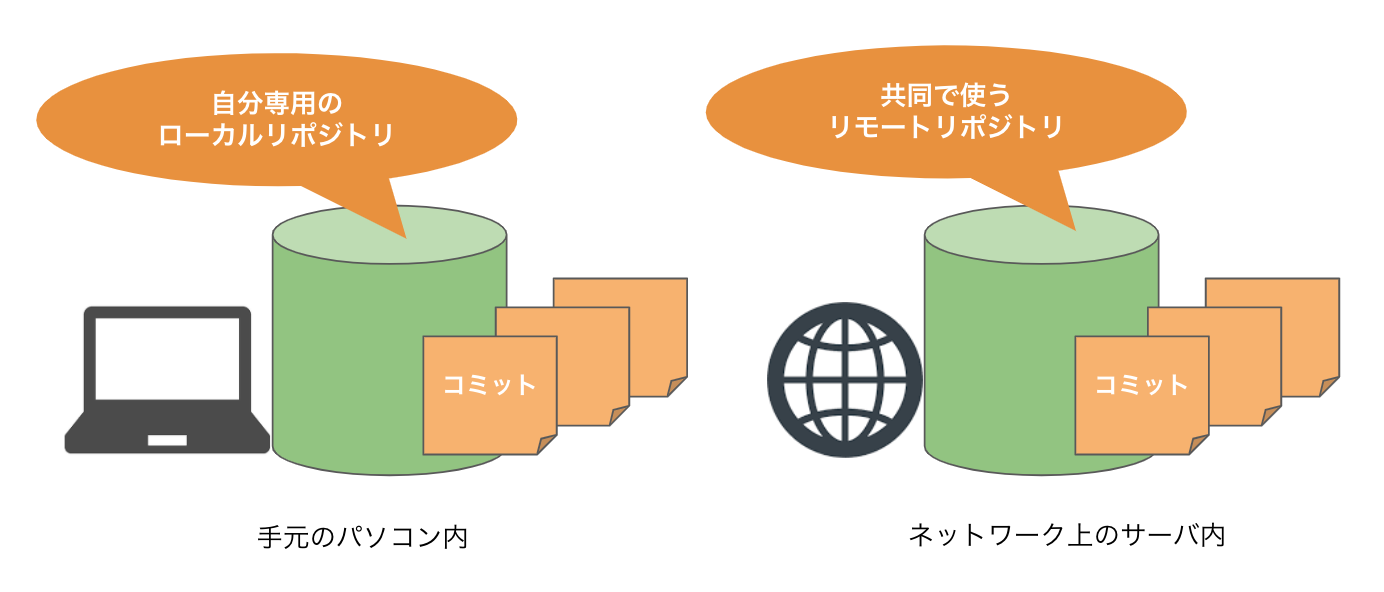 自分専用の
ローカルリポジトリ
共同で使う
リモートリポジトリ
コミット
コミット
手元のパソコン内
ネットワーク上のサーバ内